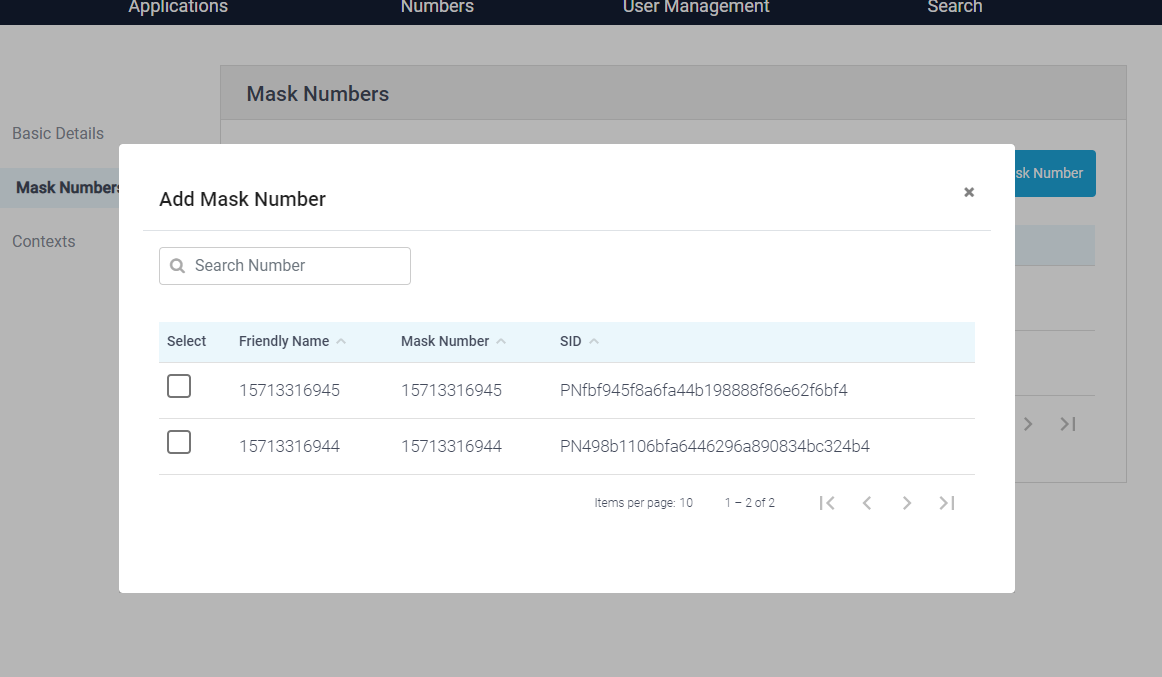 Applications Numbers User Management Search
Mask Numbers
Basic Details
Mask Numbers
Contexts
sk Number
Add Mask Number
×
Search Number
Select Friendly Name Mask Number SID
15713316945 15713316945 PNfbf945f8a6fa44b198888f86e62f6bf4
15713316944 15713316944 PN498b1106bfa6446296a890834bc324b4
Items per page: 10 1 – 2 of 2